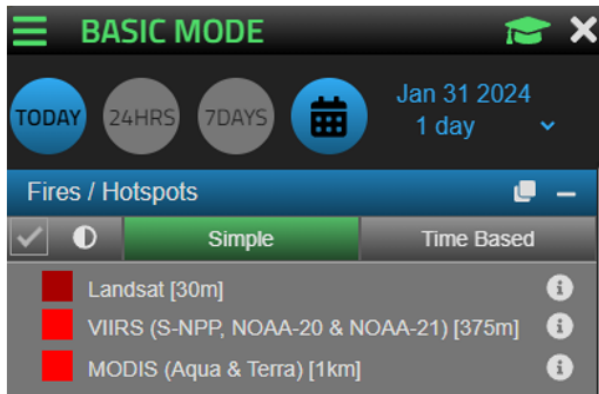 BASIC MODE
TODAY 24HRS 7DAYS Jan 31 2024
1 day
Fires / Hotspots
Simple Time Based
Landsat [30m]
VIIRS (S-NPP, NOAA-20 & NOAA-21) [375m]
MODIS (Aqua & Terra) [1km]